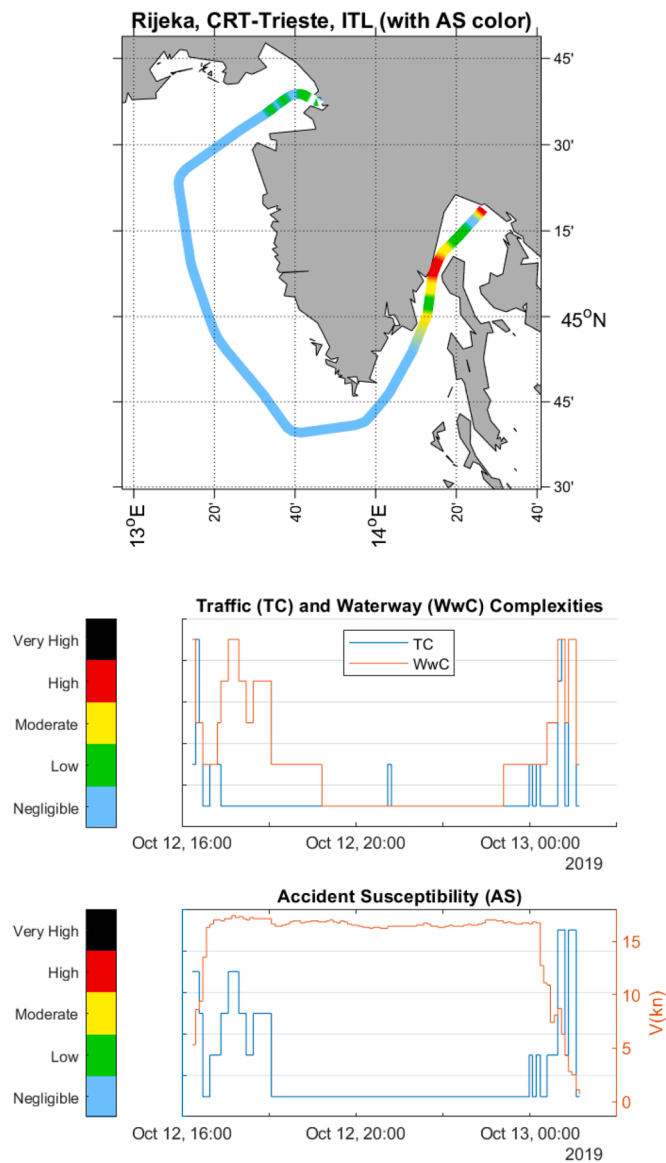 Rijeka, CRT-Trieste, ITL (with AS color)
45'
30'
15'
45°N
45'
30'
13°E
20'
40'
14°E
20'
40'
Traffic (TC) and Waterway (WwC) Complexities
Very High
High
Moderate
Low
Negligible
TC
WwC
Oct 12, 16:00
Oct 12, 20:00
Oct 13, 00:00
2019
Accident Susceptibility (AS)
Very High
High
Moderate
Low
Negligible
15
10
5
0
V(kn)
Oct 12, 16:00
Oct 12, 20:00
Oct 13, 00:00
2019